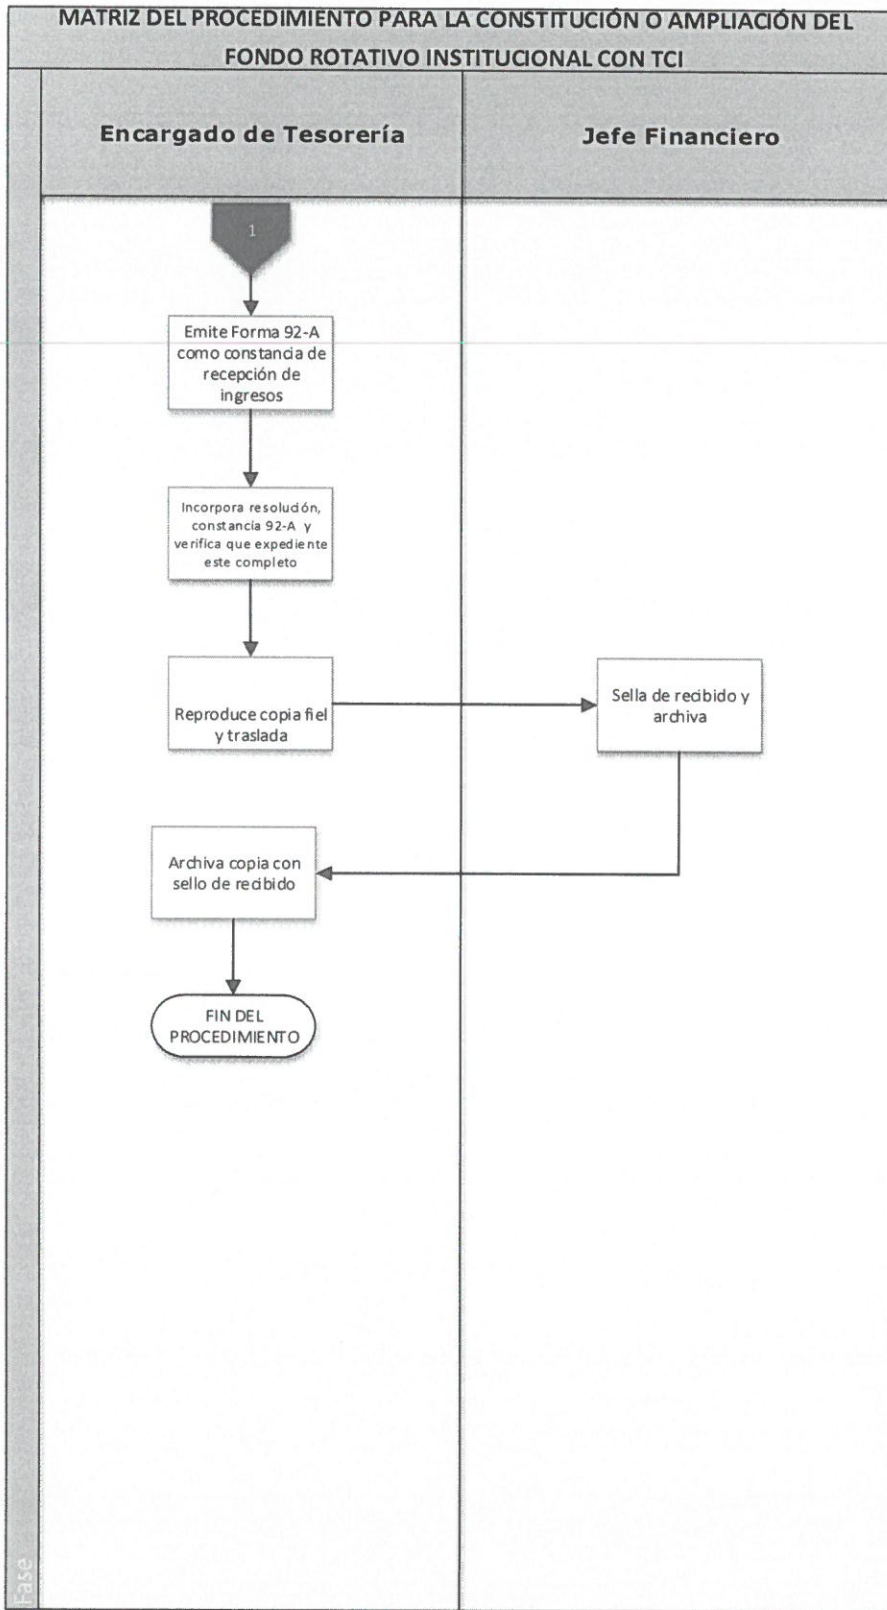 MATRIZ DEL PROCEDIMIENTO PARA LA CONSTITUCIÓN O AMPLIACIÓN DEL
FONDO ROTATIVO INSTITUCIONAL CON TCI
Encargado de Tesorería
Jefe Financiero
1
Emite Forma 92-A
como constancia de
recepción de
ingresos
Incorpora resolución,
constancia 92-A y
verifica que expediente
este completo
Reproduce copia fiel
y traslada
Sella de recibido y
archiva
Archiva copia con
sello de recibido
FIN DEL
PROCEDIMIENTO
Fase